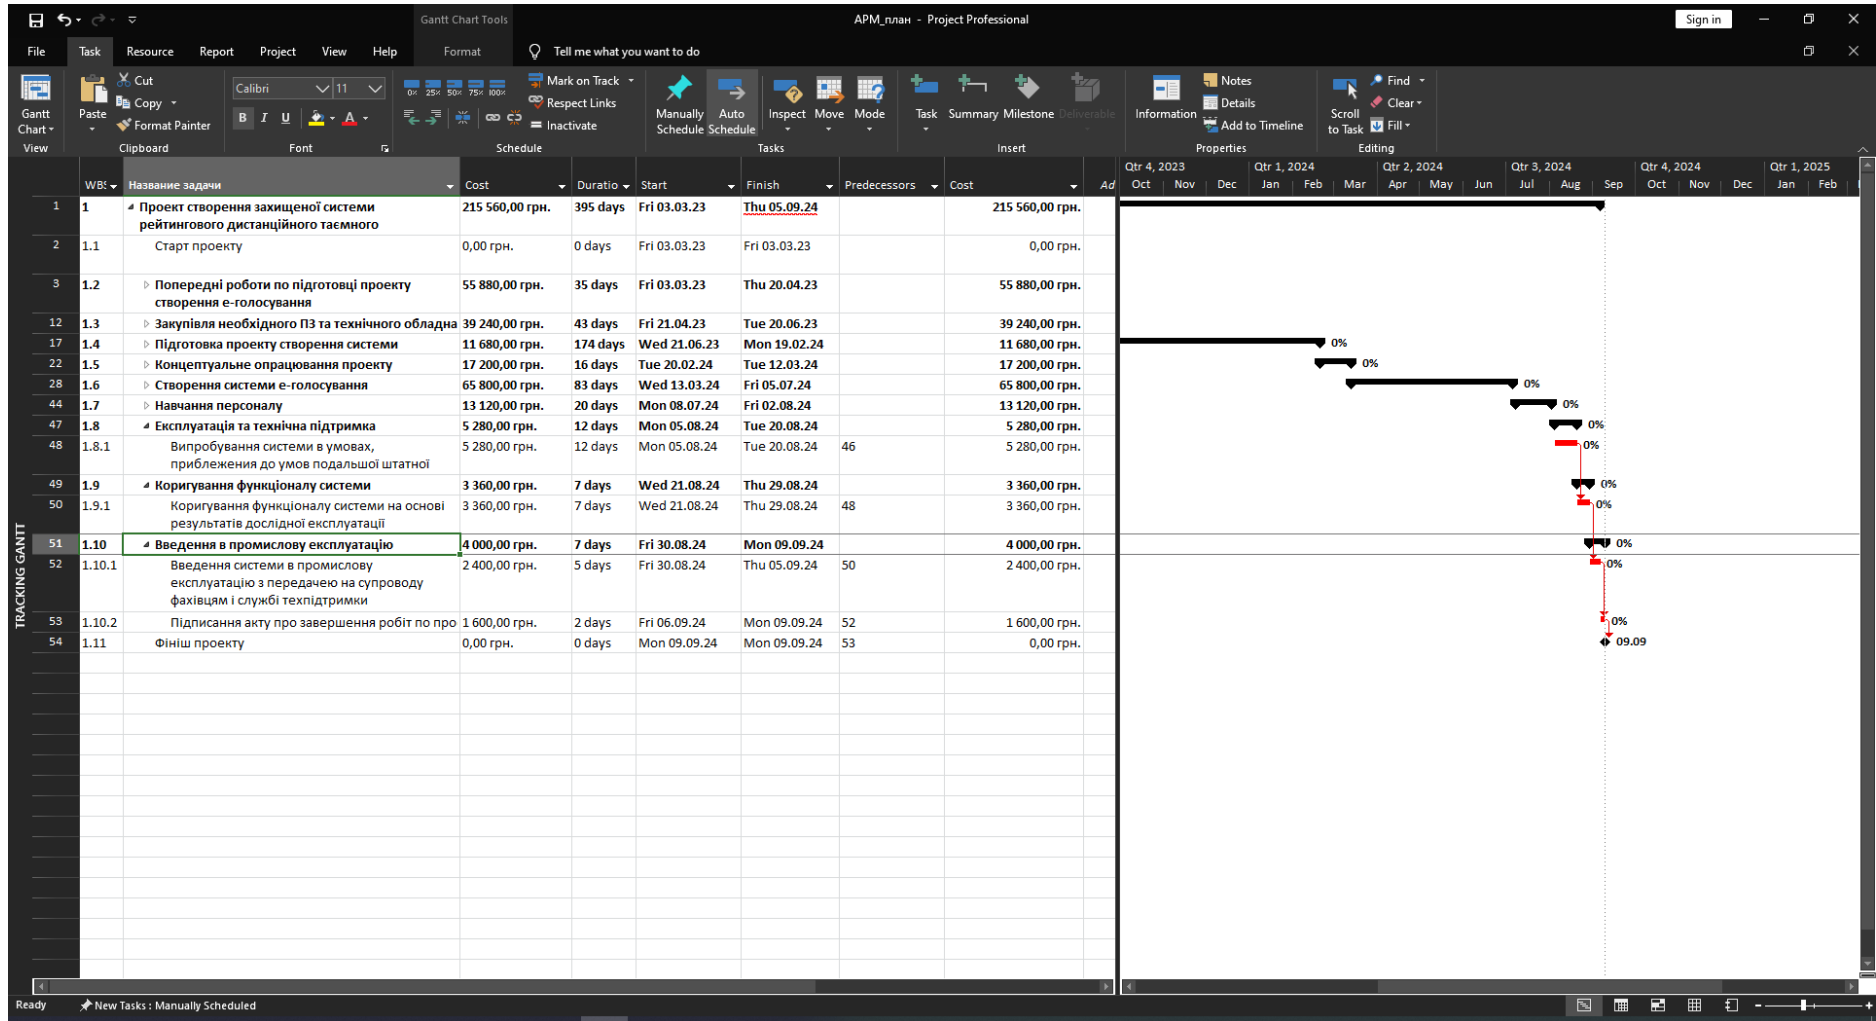 Gantt Chart Tools
АРМ_план - Project Professional
Sign in
File Task Resource Report Project View Help Format Tell me what you want to do
Gantt Chart
View
Paste
Cut
Copy
Format Painter
Clipboard
Calibri 11
B I U A
Font
0× 25× 50× 75× 100×
Mark on Track
Respect Links
Inactivate
Schedule
Manually Schedule
Auto Schedule
Inspect Move Mode
Tasks
Task Summary Milestone Deliverable
Insert
Information
Notes
Details
Add to Timeline
Properties
Scroll to Task
Find
Clear
Fill
Editing
WBS Название задачи Cost Duratio Start Finish Predecessors Cost Ad
Qtr 4, 2023 Qtr 1, 2024 Qtr 2, 2024 Qtr 3, 2024 Qtr 4, 2024 Qtr 1, 2025
Oct Nov Dec Jan Feb Mar Apr May Jun Jul Aug Sep Oct Nov Dec Jan Feb
1 1 Проект створення захищеної системи 215 560,00 грн. 395 days Fri 03.03.23 Thu 05.09.24 215 560,00 грн.
рейтингового дистанційного таємного
2 1.1 Старт проекту 0,00 грн. 0 days Fri 03.03.23 Fri 03.03.23 0,00 грн.
3 1.2 Попередні роботи по підготовці проекту 55 880,00 грн. 35 days Fri 03.03.23 Thu 20.04.23 55 880,00 грн.
створення е-голосування
12 1.3 Закупівля необхідного ПЗ та технічного обладна 39 240,00 грн. 43 days Fri 21.04.23 Tue 20.06.23 39 240,00 грн.
17 1.4 Підготовка проекту створення системи 11 680,00 грн. 174 days Wed 21.06.23 Mon 19.02.24 11 680,00 грн. 0%
22 1.5 Концептуальне опрацювання проекту 17 200,00 грн. 16 days Tue 20.02.24 Tue 12.03.24 17 200,00 грн. 0%
28 1.6 Створення системи е-голосування 65 800,00 грн. 83 days Wed 13.03.24 Fri 05.07.24 65 800,00 грн. 0%
44 1.7 Навчання персоналу 13 120,00 грн. 20 days Mon 08.07.24 Fri 02.08.24 13 120,00 грн. 0%
47 1.8 Експлуатація та технічна підтримка 5 280,00 грн. 12 days Mon 05.08.24 Tue 20.08.24 5 280,00 грн. 0%
48 1.8.1 Випробування системи в умовах, 5 280,00 грн. 12 days Mon 05.08.24 Tue 20.08.24 46 5 280,00 грн. 0%
приблежения до умов подальшої штатної
49 1.9 Коригування функціоналу системи 3 360,00 грн. 7 days Wed 21.08.24 Thu 29.08.24 3 360,00 грн. 0%
50 1.9.1 Коригування функціоналу системи на основі 3 360,00 грн. 7 days Wed 21.08.24 Thu 29.08.24 48 3 360,00 грн. 0%
результатів дослідної експлуатації
51 1.10 Введення в промислову експлуатацію 4 000,00 грн. 7 days Fri 30.08.24 Mon 09.09.24 4 000,00 грн. 0%
52 1.10.1 Введення системи в промислову 2 400,00 грн. 5 days Fri 30.08.24 Thu 05.09.24 50 2 400,00 грн. 0%
експлуатацію з передачею на супроводу
фахівцям і службі техпідтримки
53 1.10.2 Підписання акту про завершення робіт по про 1 600,00 грн. 2 days Fri 06.09.24 Mon 09.09.24 52 1 600,00 грн. 0%
54 1.11 Фініш проекту 0,00 грн. 0 days Mon 09.09.24 Mon 09.09.24 53 0,00 грн. 09.09
TRACKING GANTT
Ready New Tasks : Manually Scheduled